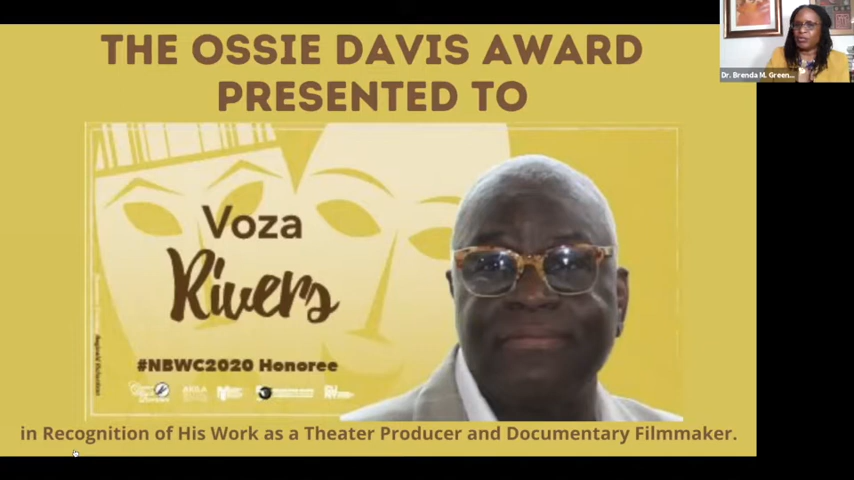 THE OSSIE DAVIS AWARD
PRESENTED TO
Voza
Rivers
#NBWC2020 Honoree
in Recognition of His Work as a Theater Producer and Documentary Filmmaker.
Dr. Brenda M. Green...